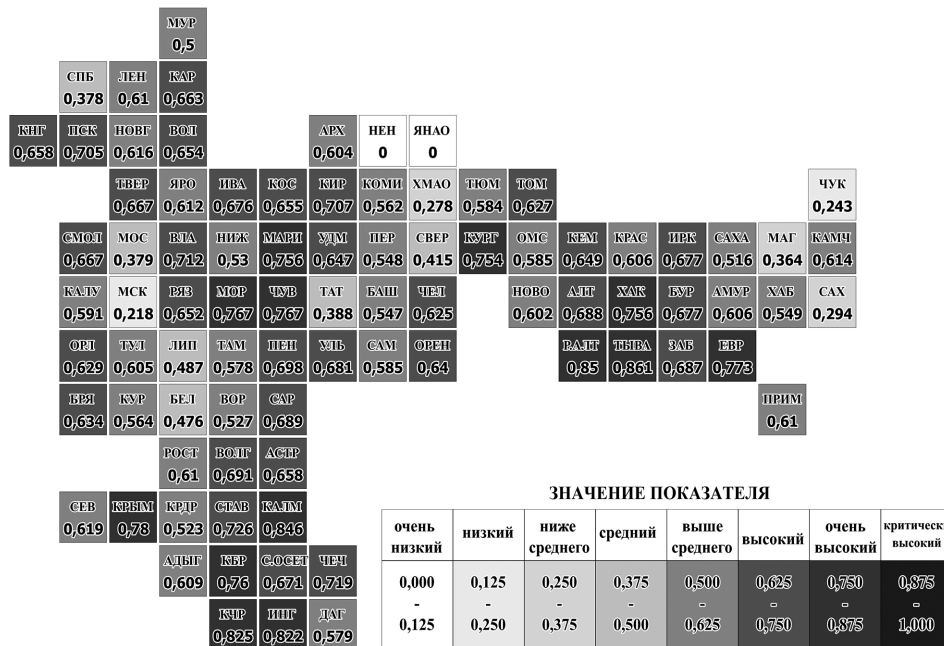 МУР
0,5
СПБ ЛЕН КАР
0,378 0,61 0,663
КНГ ПСК НОВГ ВОЛ АРХ НЕН ЯНАО
0,658 0,705 0,616 0,654 0,604 0 0
ТВЕР ЯРО ИВА КОС КИР КОМИ ХМАО ТЮМ ТОМ ЧУК
0,667 0,612 0,676 0,655 0,707 0,562 0,278 0,584 0,627 0,243
СМОЛ МОС ВЛА НИЖ МАРИ УДМ ПЕР СВЕР КУРГ ОМС КЕМ КРАС ИРК САХА МАГ КАМЧ
0,667 0,379 0,712 0,53 0,756 0,647 0,548 0,415 0,754 0,585 0,649 0,606 0,677 0,516 0,364 0,614
КАЛУ МСК РЯЗ МОР ЧУВ ТАТ БАШ ЧЕЛ НОВО АЛТ ХАК БУР АМУР ХАБ САХ
0,591 0,218 0,652 0,767 0,767 0,388 0,547 0,625 0,602 0,688 0,756 0,677 0,606 0,549 0,294
ОРЛ ТУЛ ЛИП ТАМ ПЕН УЛЬ САМ ОРЕН Р.АЛТ ТЫВА ЗАБ ЕВР
0,629 0,605 0,487 0,578 0,698 0,681 0,585 0,64 0,85 0,861 0,687 0,773
БРЯ КУР БЕЛ ВОР САР ПРИМ
0,634 0,564 0,476 0,527 0,689 0,61
РОСТ ВОЛГ АСТР
0,61 0,691 0,658
СЕВ КРЫМ КРДР СТАВ КАЛМ
0,619 0,78 0,523 0,726 0,846
АДЫГ КБР С.ОСЕТ ЧЕЧ
0,609 0,76 0,671 0,719
КЧР ИНГ ДАГ
0,825 0,822 0,579
ЗНАЧЕНИЕ ПОКАЗАТЕЛЯ
очень низкий ниже средний выше высокий очень критическ
низкий среднего среднего высокий высокий
0,000 0,125 0,250 0,375 0,500 0,625 0,750 0,875
- - - - - - - -
0,125 0,250 0,375 0,500 0,625 0,750 0,875 1,000